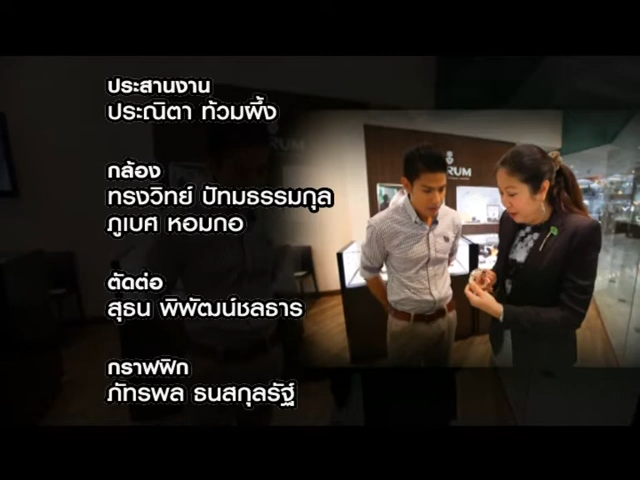 ประสานงาน
ประณิตา ท้วมผึ้ง
กล้อง
ทรงวิทย์ ปัทมธรรมกุล
ภูเบศ หอมกอ
ตัดต่อ
สุธน พิพัฒน์ชลธาร
กราฟฟิก
ภัทรพล ธนสกุลรัฐ์
RUM